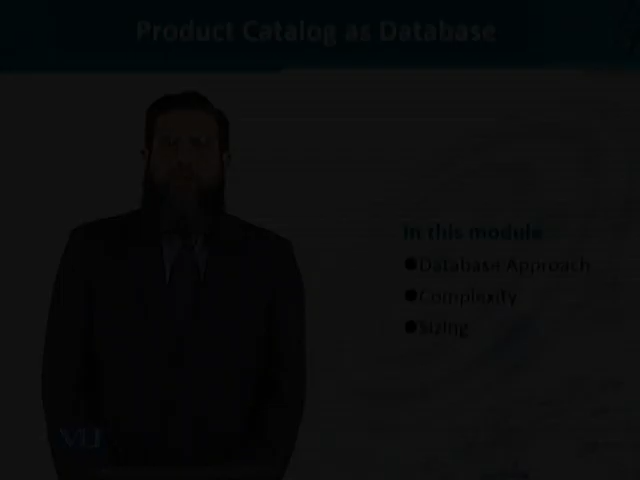 Product Catalog as Database
In this module
●Database Approach
●Complexity
●Sizing
VU